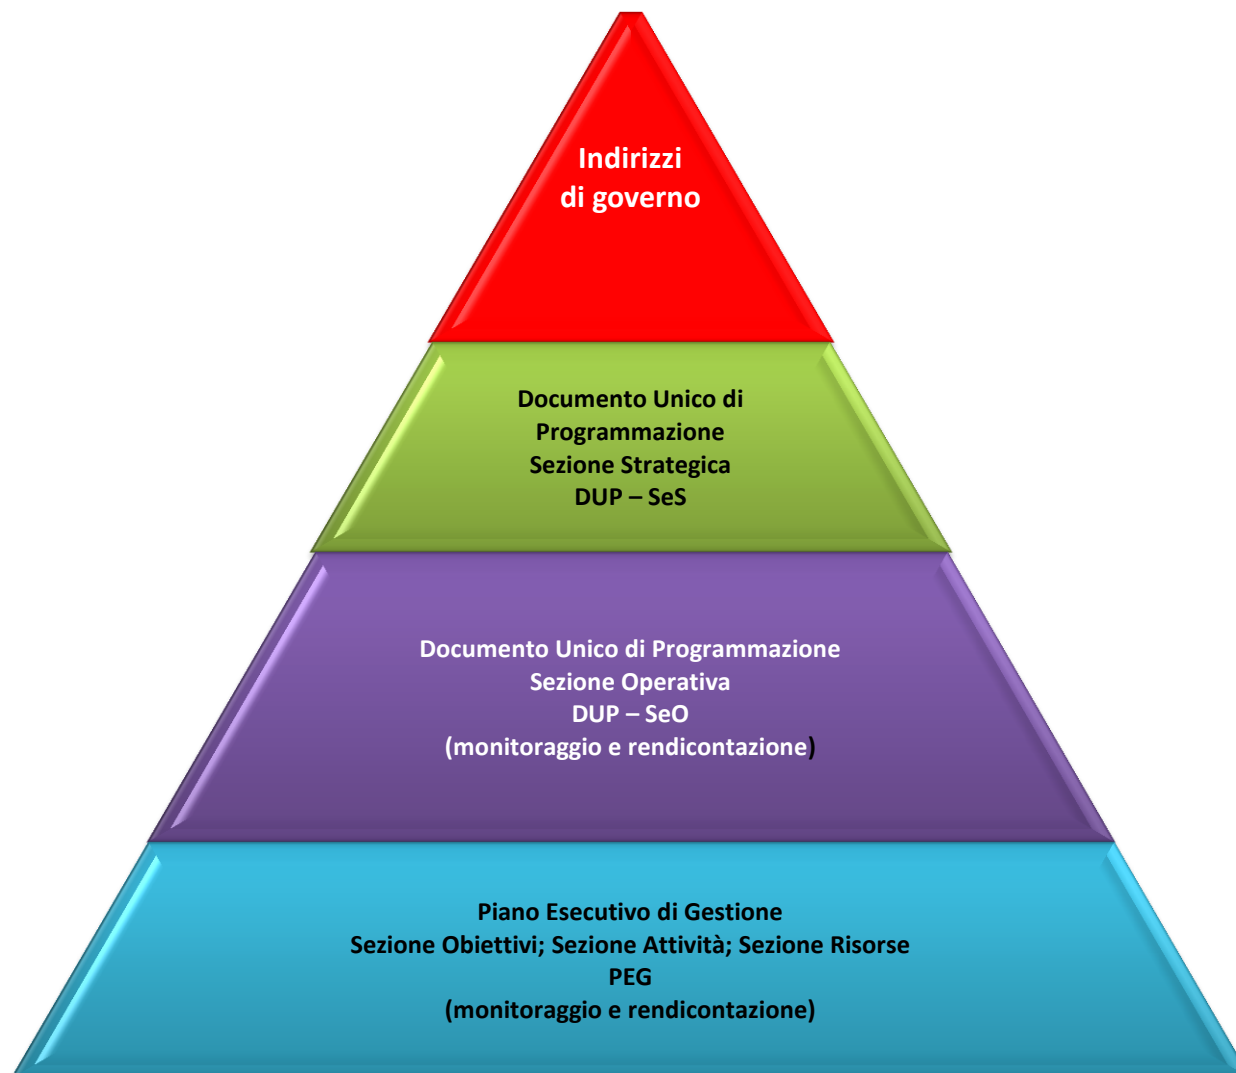 Indirizzi
di governo
Documento Unico di
Programmazione
Sezione Strategica
DUP – SeS
Documento Unico di Programmazione
Sezione Operativa
DUP – SeO
(monitoraggio e rendicontazione)
Piano Esecutivo di Gestione
Sezione Obiettivi; Sezione Attività; Sezione Risorse
PEG
(monitoraggio e rendicontazione)